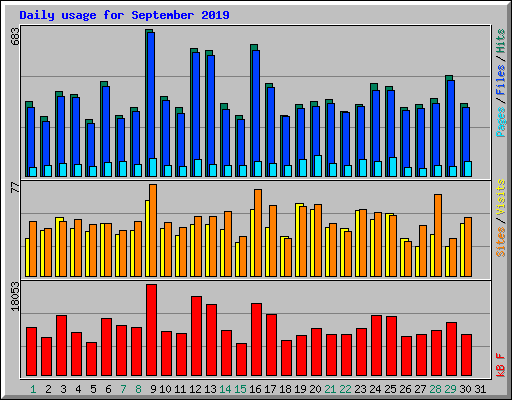 Daily usage for September 2019
683
Pages / Files / Hits
77
Sites / Visits
18053
kB F
1 2 3 4 5 6 7 8 9 10 11 12 13 14 15 16 17 18 19 20 21 22 23 24 25 26 27 28 29 30 31